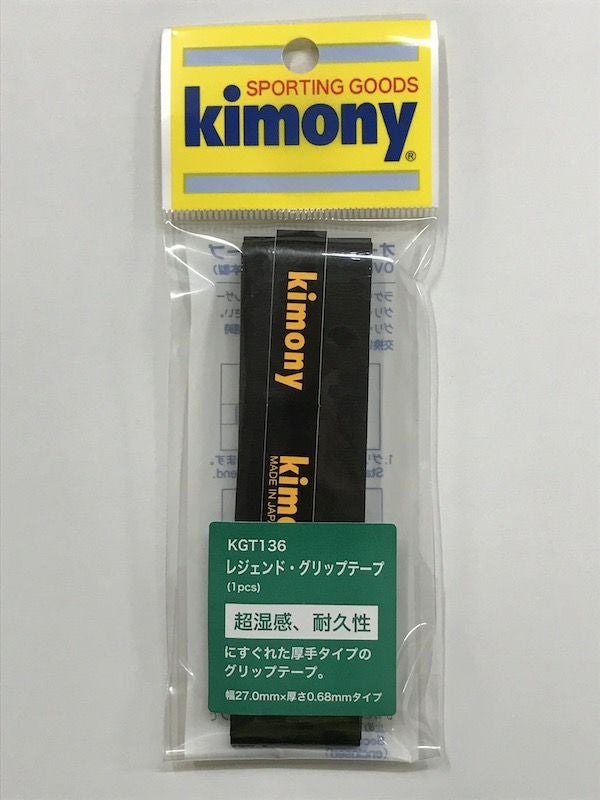 SPORTING GOODS
kimony®
kimony
kimo
MADE IN JAP
KGT136
レジェンド・グリップテープ
(1pcs)
超湿感、耐久性
にすぐれた厚手タイプの
グリップテープ。
幅27.0mm×厚さ0.68mmタイプ